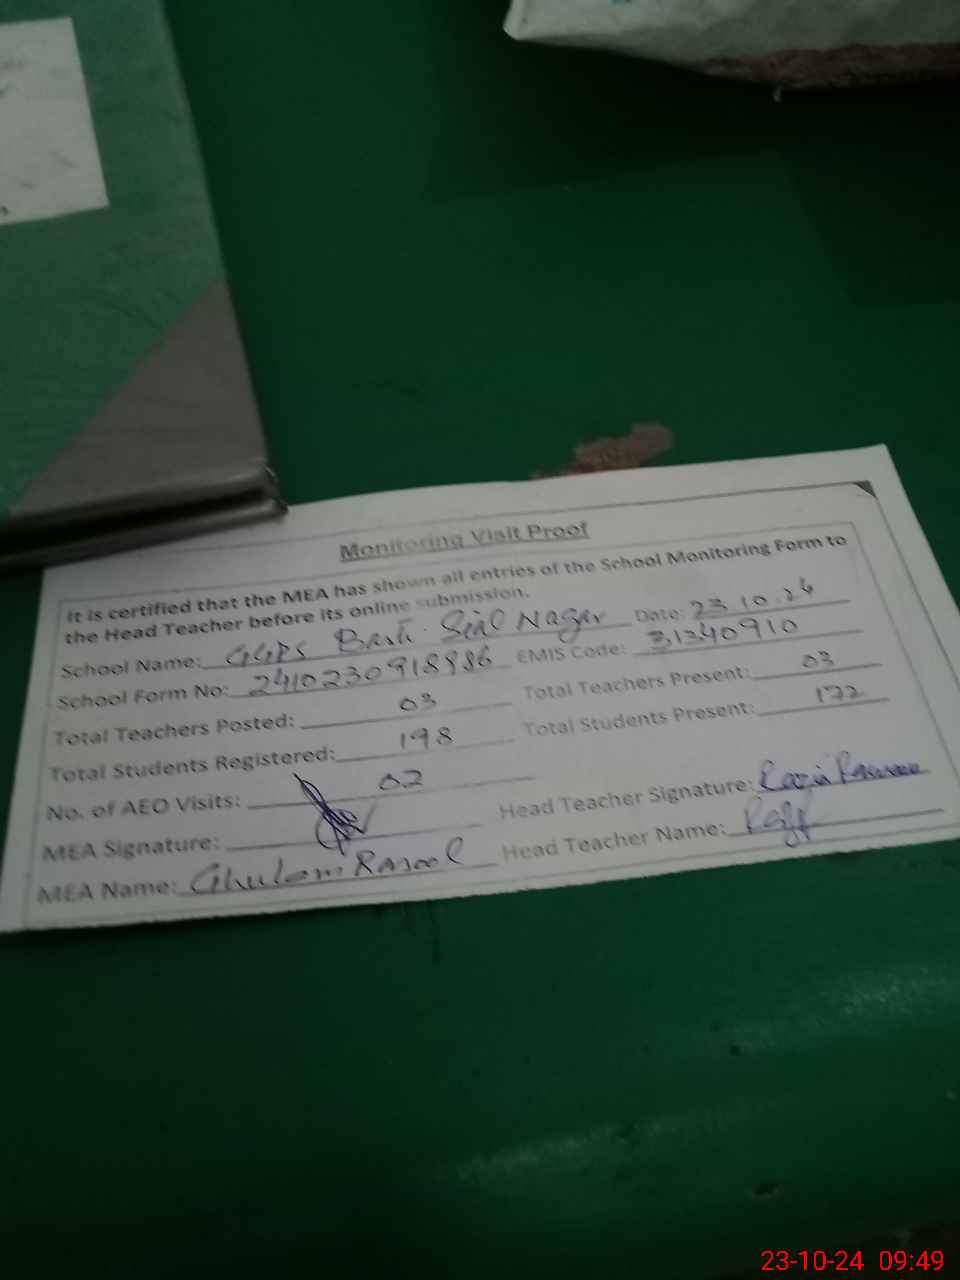 Monitoring Visit Proof
It is certified that the MEA has shown all entries of the School Monitoring Form to
the Head Teacher before its online submission.
School Name: GGPS Basti Sial Nagar Date: 23.10.24
School Form No: 2410230918986 EMIS Code: 31240910
Total Teachers Posted: 03 Total Teachers Present: 03
Total Students Registered: 198 Total Students Present: 172
No. of AEO Visits: 02
MEA Signature: Head Teacher Signature:
MEA Name: Ghulam Rasool Head Teacher Name:
23-10-24 09:49